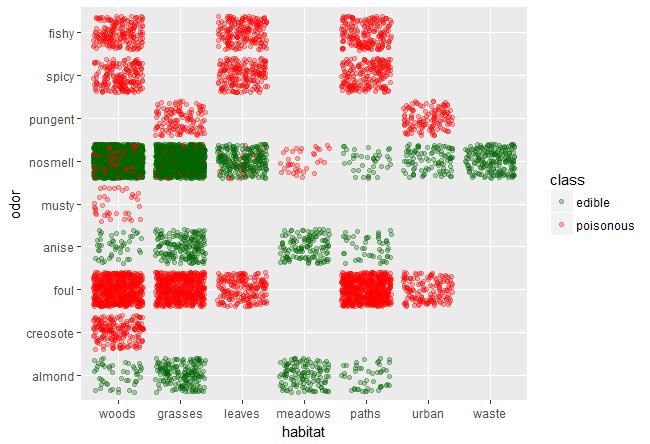 fishy
spicy
pungent
nosmell
musty
anise
foul
creosote
almond
odor
woods grasses leaves meadows paths urban waste
habitat
class
edible
poisonous